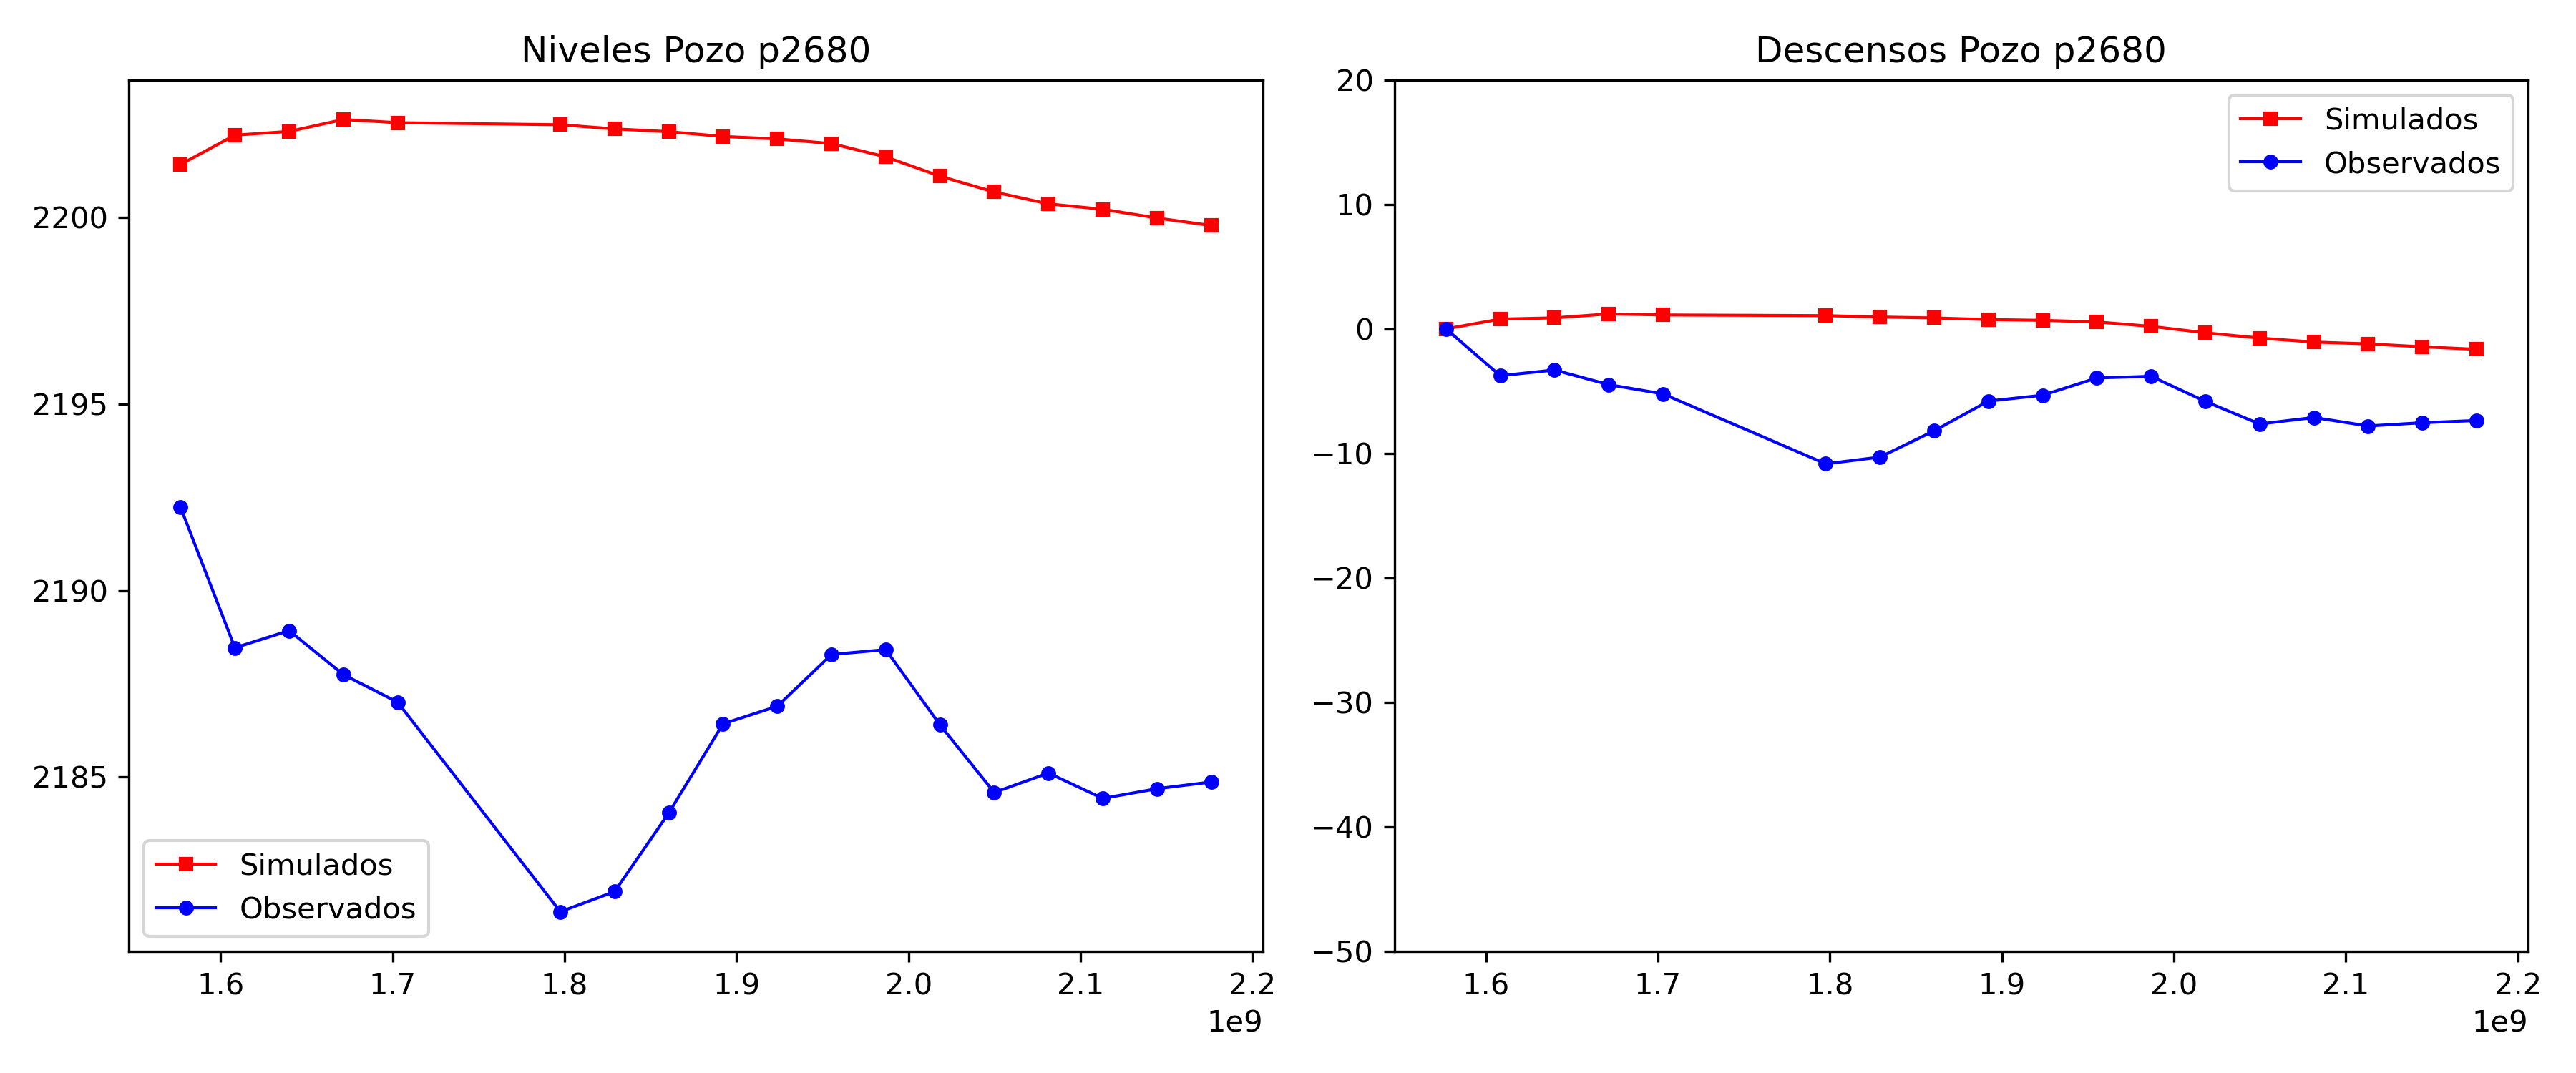 Niveles Pozo p2680
2200
2195
2190
2185
Simulados
Observados
1.6 1.7 1.8 1.9 2.0 2.1 2.2
1e9
Descensos Pozo p2680
20
10
0
−10
−20
−30
−40
−50
Simulados
Observados
1.6 1.7 1.8 1.9 2.0 2.1 2.2
1e9